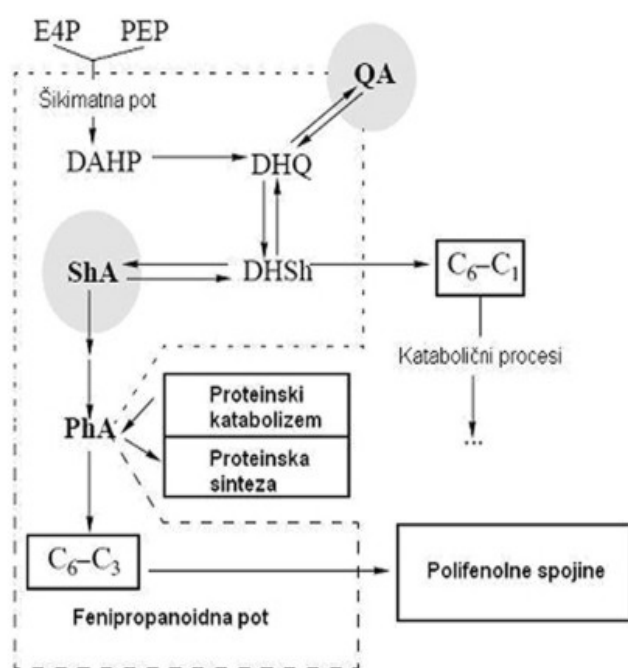 E4P PEP
QA
Šikimatna pot
DAHP
DHQ
ShA
DHSh
C₆–C₁
Katabolični procesi
...
Proteinski
katabolizem
PhA
Proteinska
sinteza
C₆–C₃
Polifenolne spojine
Fenipropanoidna pot